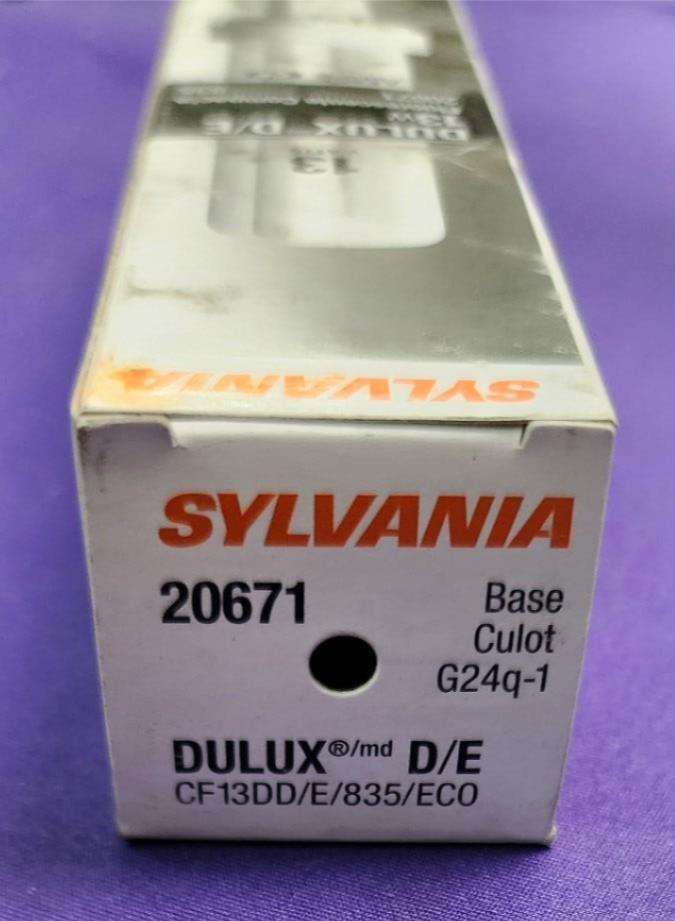 DULUX D/E
13W
13
SYLVANIA
SYLVANIA
20671
Base
Culot
G24q-1
DULUX®/md D/E
CF13DD/E/835/ECO